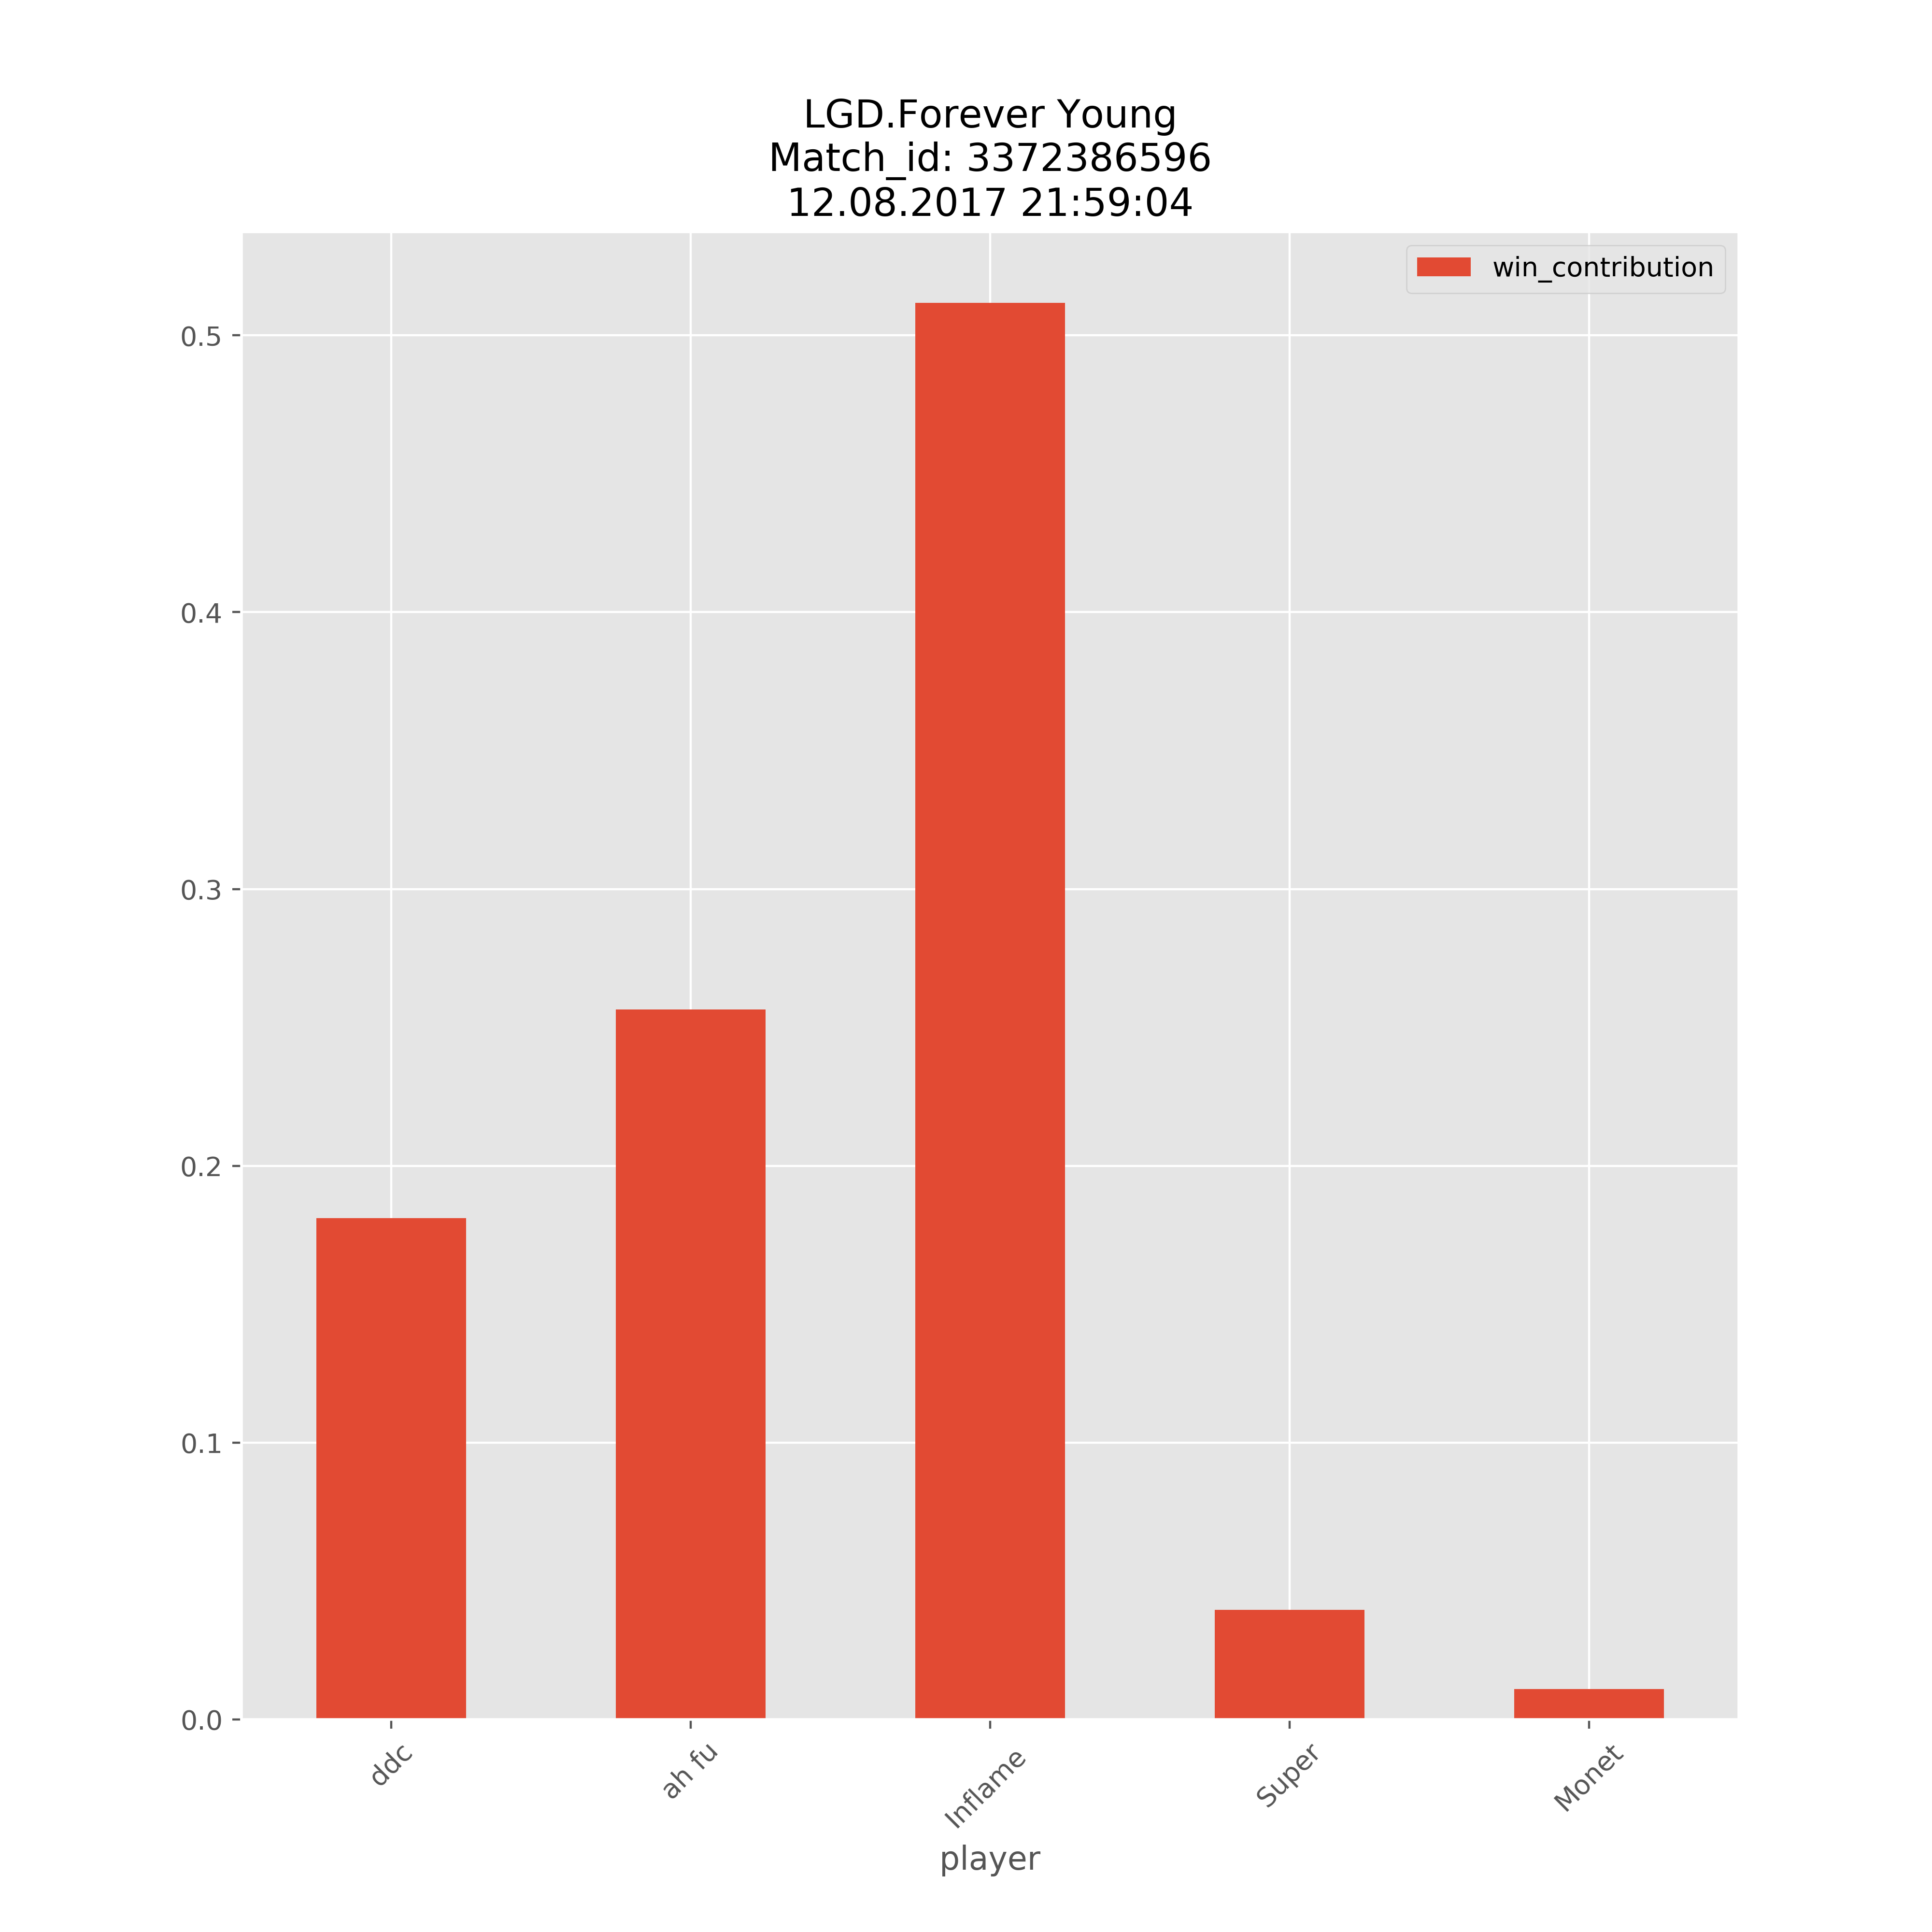 LGD.Forever Young
Match_id: 3372386596
12.08.2017 21:59:04
win_contribution
0.5
0.4
0.3
0.2
0.1
0.0
ddc
ah fu
Inflame
Super
Monet
player